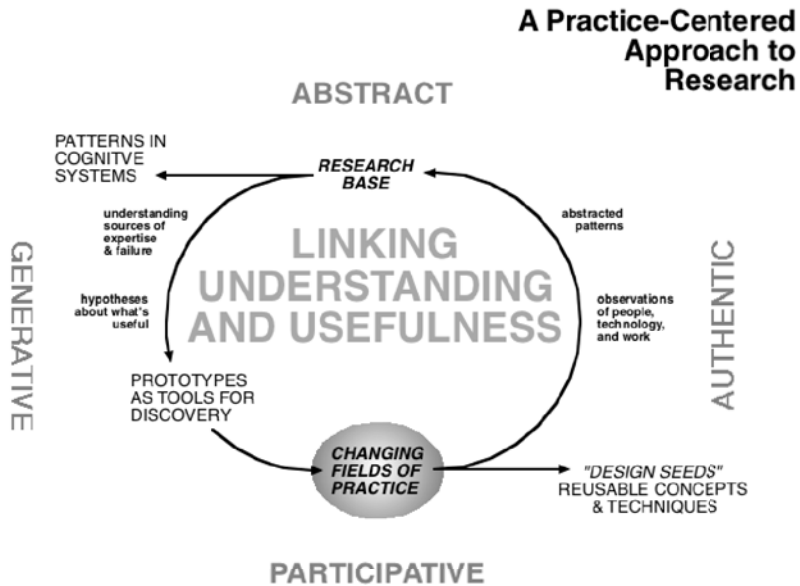 A Practice-Centered
Approach to
Research
ABSTRACT
PATTERNS IN
COGNITVE
SYSTEMS
RESEARCH
BASE
understanding
sources of
expertise
& failure
abstracted
patterns
LINKING
UNDERSTANDING
AND USEFULNESS
GENERATIVE
hypotheses
about what's
useful
observations
of people,
technology,
and work
AUTHENTIC
PROTOTYPES
AS TOOLS FOR
DISCOVERY
CHANGING
FIELDS OF
PRACTICE
"DESIGN SEEDS"
REUSABLE CONCEPTS
& TECHNIQUES
PARTICIPATIVE